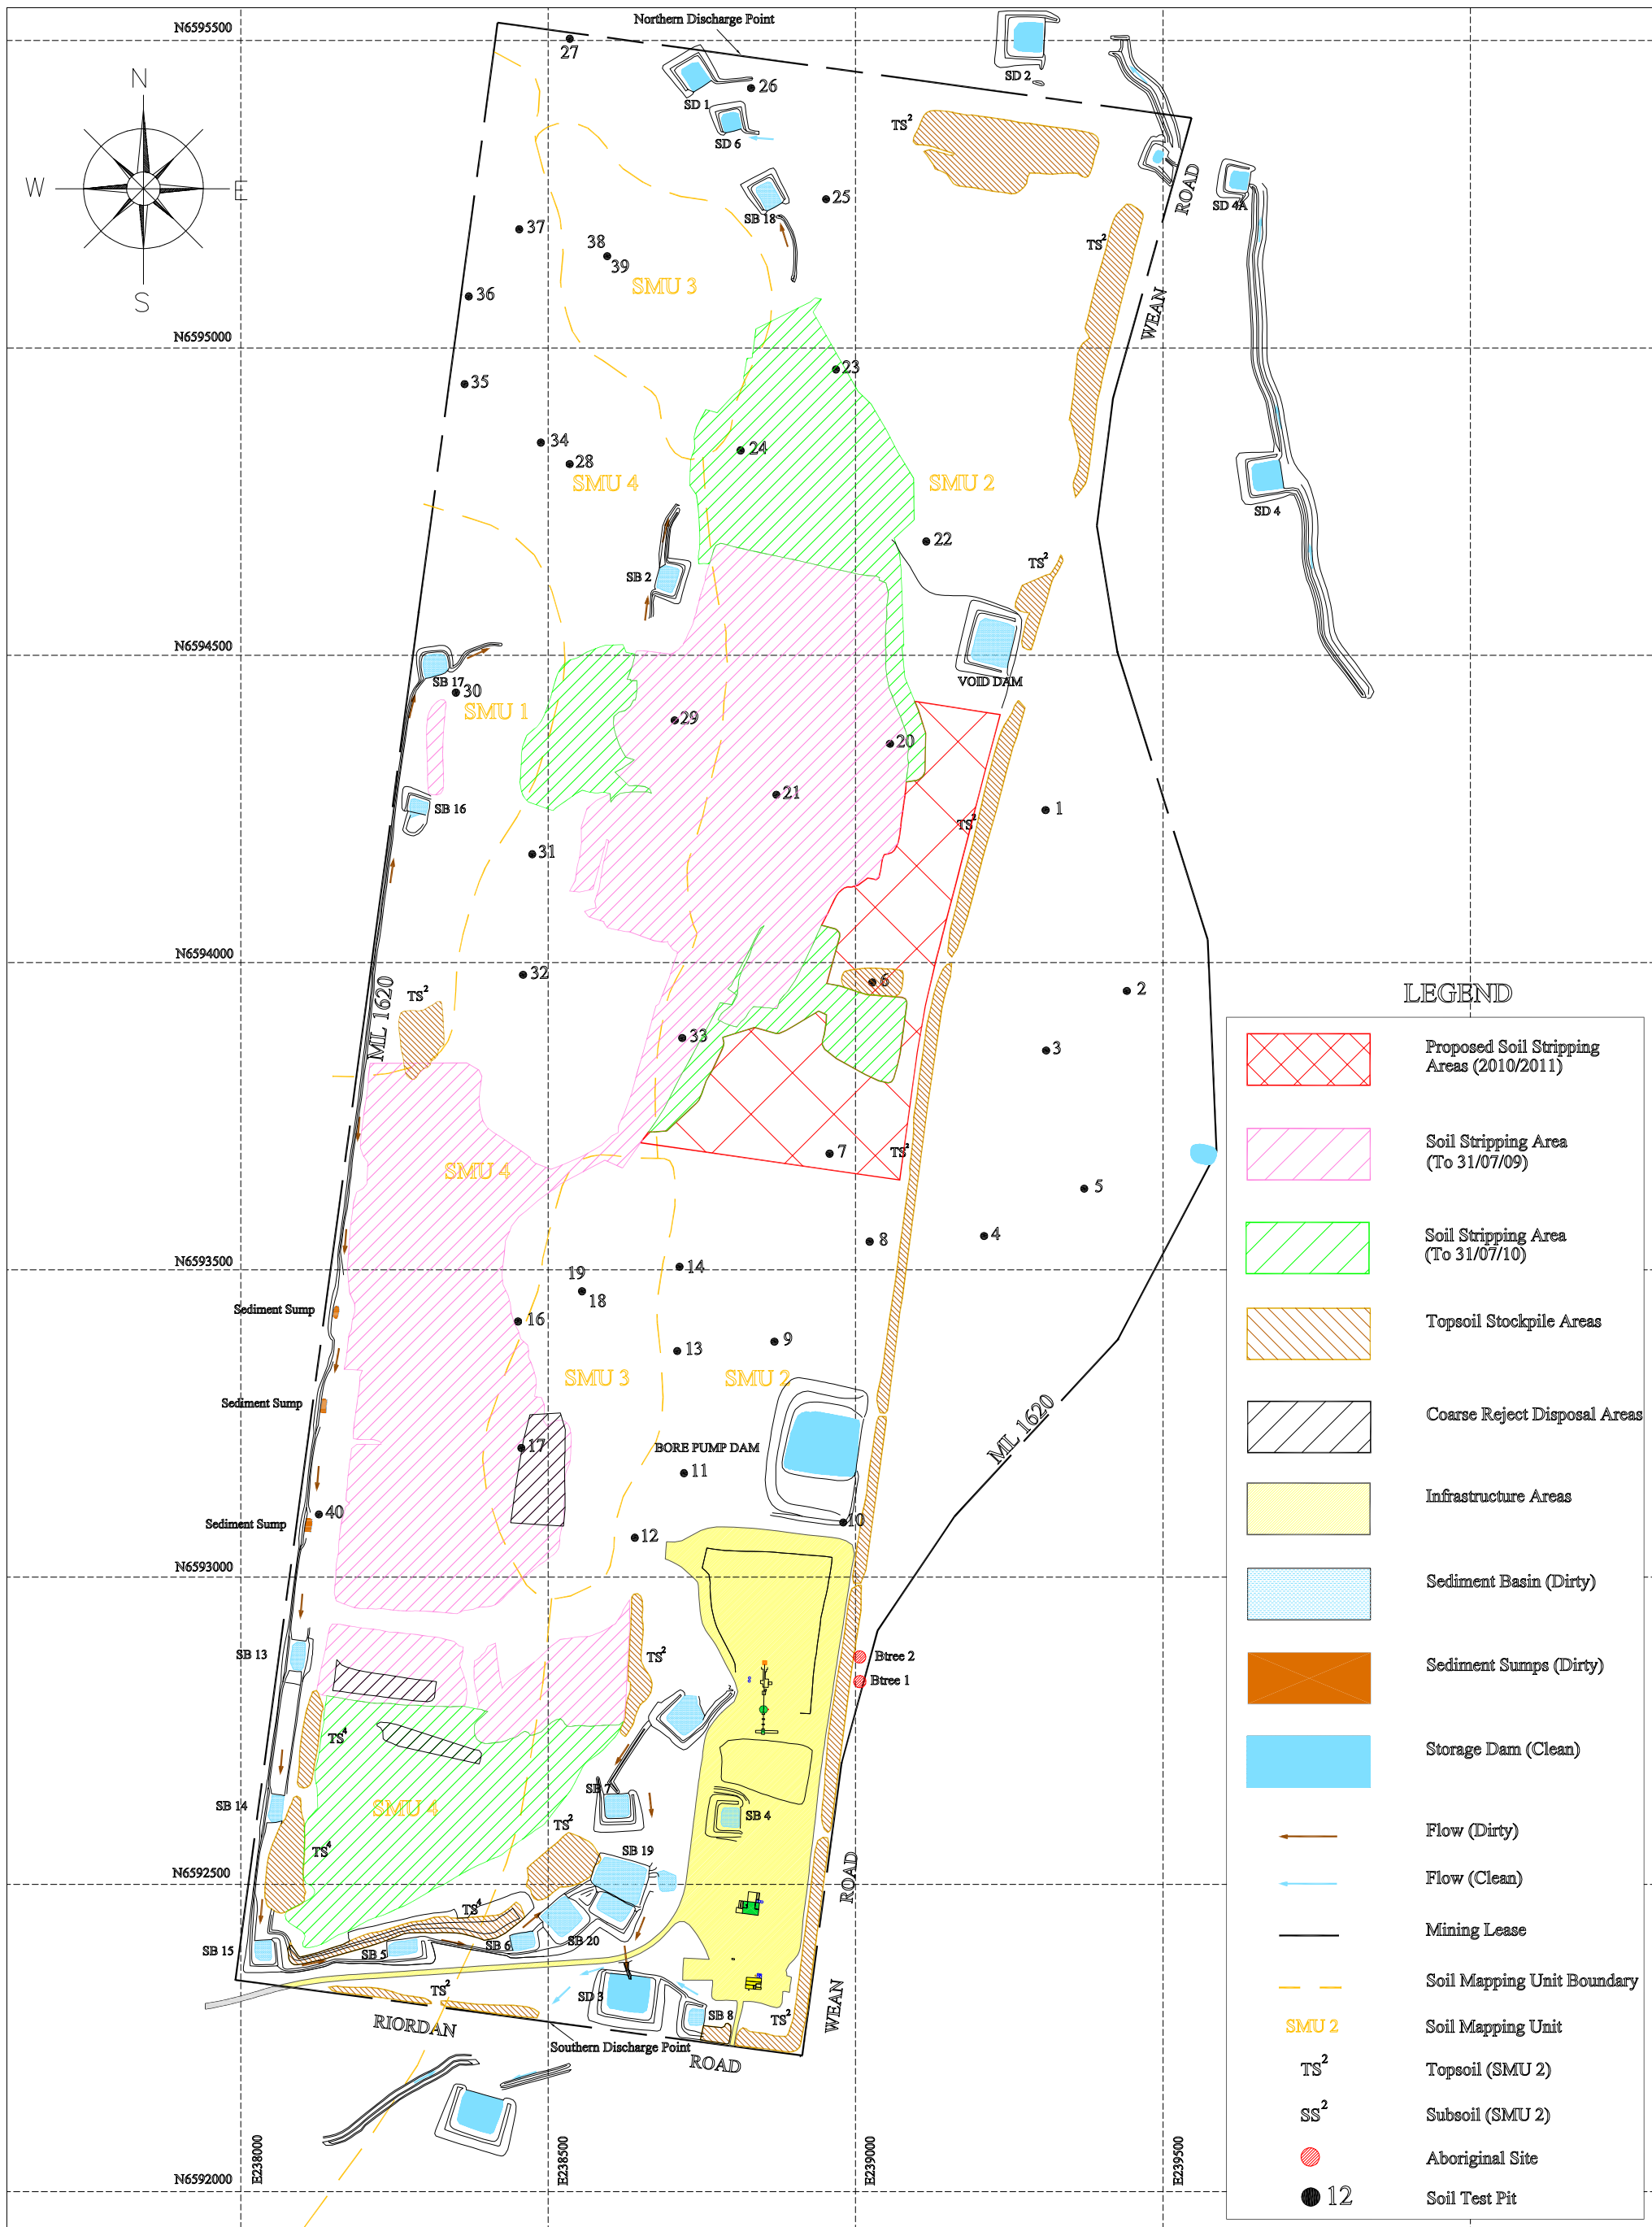 Northern Discharge Point
N6595500
27
SD 2
N
SD 1
26
TS²
SD 6
W
E
ROAD
SD 4A
SB 18
25
37
38
39
TS²
S
36
SMU 3
WEAN
N6595000
35
23
34
24
28
SMU 4
SMU 2
SD 4
22
SB 2
TS²
N6594500
SB 17
30
VOID DAM
SMU 1
29
20
21
SB 16
1
TS²
31
N6594000
32
6
2
TS²
ML 1620
33
3
7
TS²
SMU 4
5
8
4
N6593500
14
19
18
Sediment Sump
16
9
13
SMU 3
SMU 2
Sediment Sump
ML 1620
17
BORE PUMP DAM
11
40
10
Sediment Sump
12
N6593000
SB 13
TS²
Btree 2
Btree 1
TS⁴
SB 7
SB 14
SMU 4
SB 4
TS²
TS⁴
SB 19
N6592500
ROAD
TS⁴
SB 15
SB 5
SB 6
SB 20
TS²
SD 3
SB 8
TS²
WEAN
RIORDAN
Southern Discharge Point
ROAD
E238000
E238500
E239000
E239500
N6592000
LEGEND
Proposed Soil Stripping
Areas (2010/2011)
Soil Stripping Area
(To 31/07/09)
Soil Stripping Area
(To 31/07/10)
Topsoil Stockpile Areas
Coarse Reject Disposal Areas
Infrastructure Areas
Sediment Basin (Dirty)
Sediment Sumps (Dirty)
Storage Dam (Clean)
Flow (Dirty)
Flow (Clean)
Mining Lease
Soil Mapping Unit Boundary
SMU 2 Soil Mapping Unit
TS² Topsoil (SMU 2)
SS² Subsoil (SMU 2)
Aboriginal Site
12 Soil Test Pit